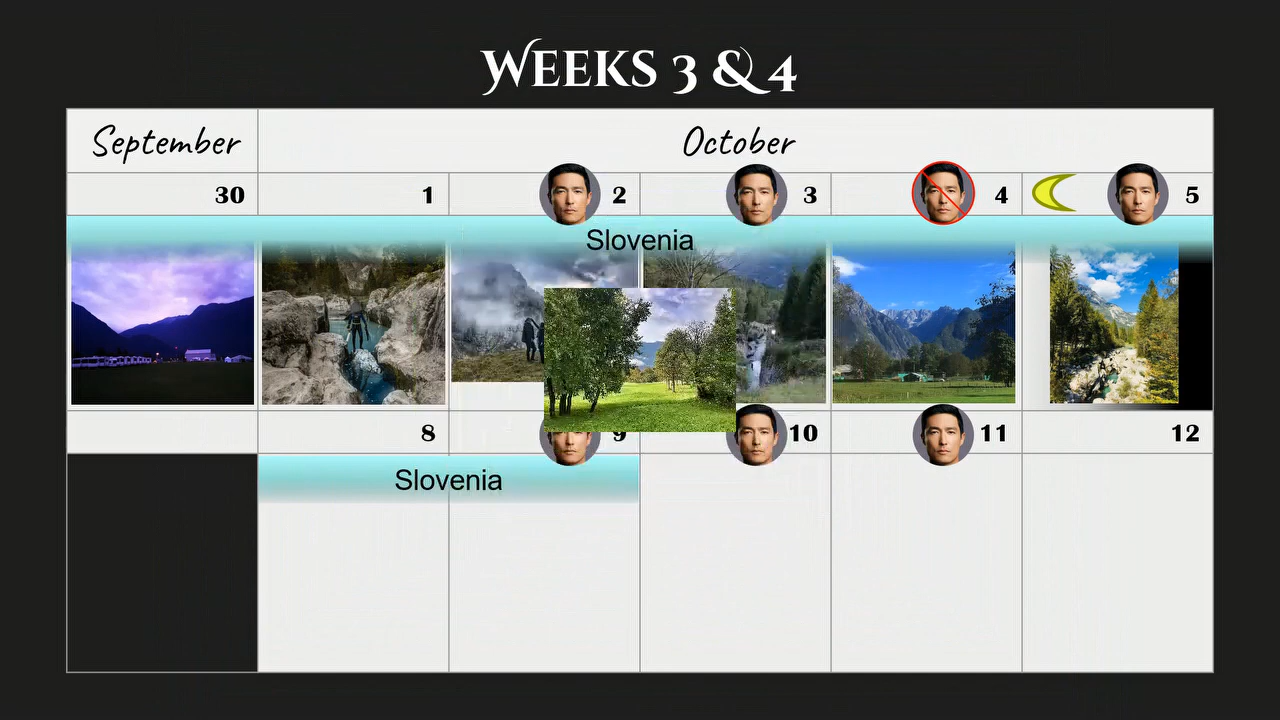 WEEKS 3 & 4
September October
30 1 2 3 4 5
Slovenia
8 9 10 11 12
Slovenia